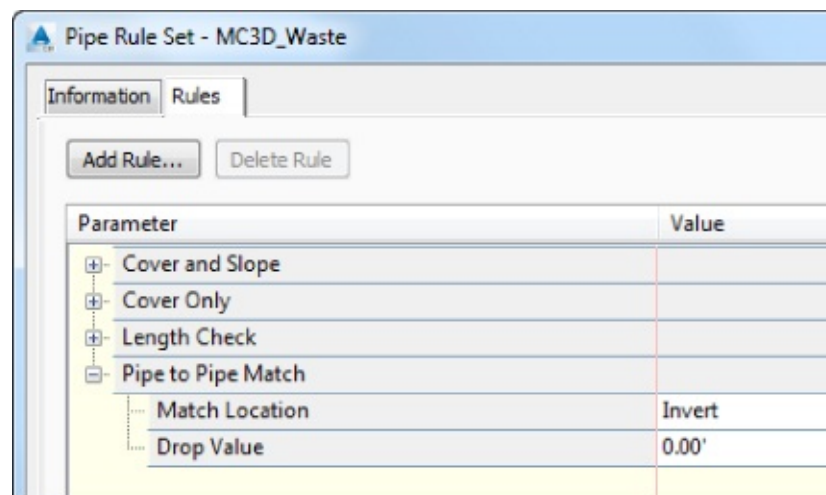 Pipe Rule Set - MC3D_Waste
Information Rules
Add Rule... Delete Rule
Parameter Value
Cover and Slope
Cover Only
Length Check
Pipe to Pipe Match
Match Location Invert
Drop Value 0.00'